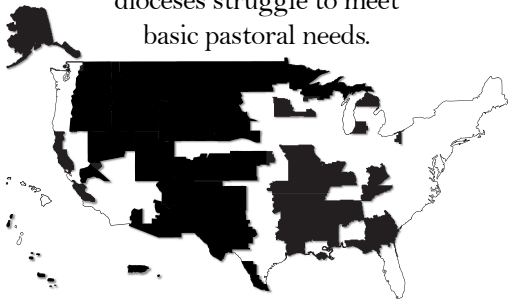 dioceses struggle to meet
basic pastoral needs.